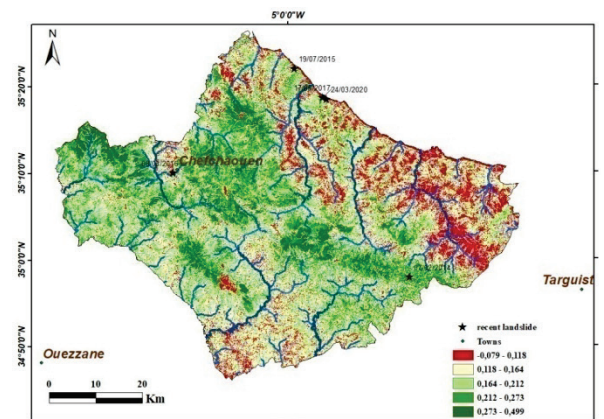 5°0'0"W
N
35°20'0"N
35°10'0"N
35°0'0"N
34°50'0"N
19/07/2015
24/03/2020
Chefchaouen
Targuist
Ouezzane
0 10 20
Km
recent landslide
Towns
-0,079 - 0,118
0,118 - 0,164
0,164 - 0,212
0,212 - 0,273
0,273 - 0,499